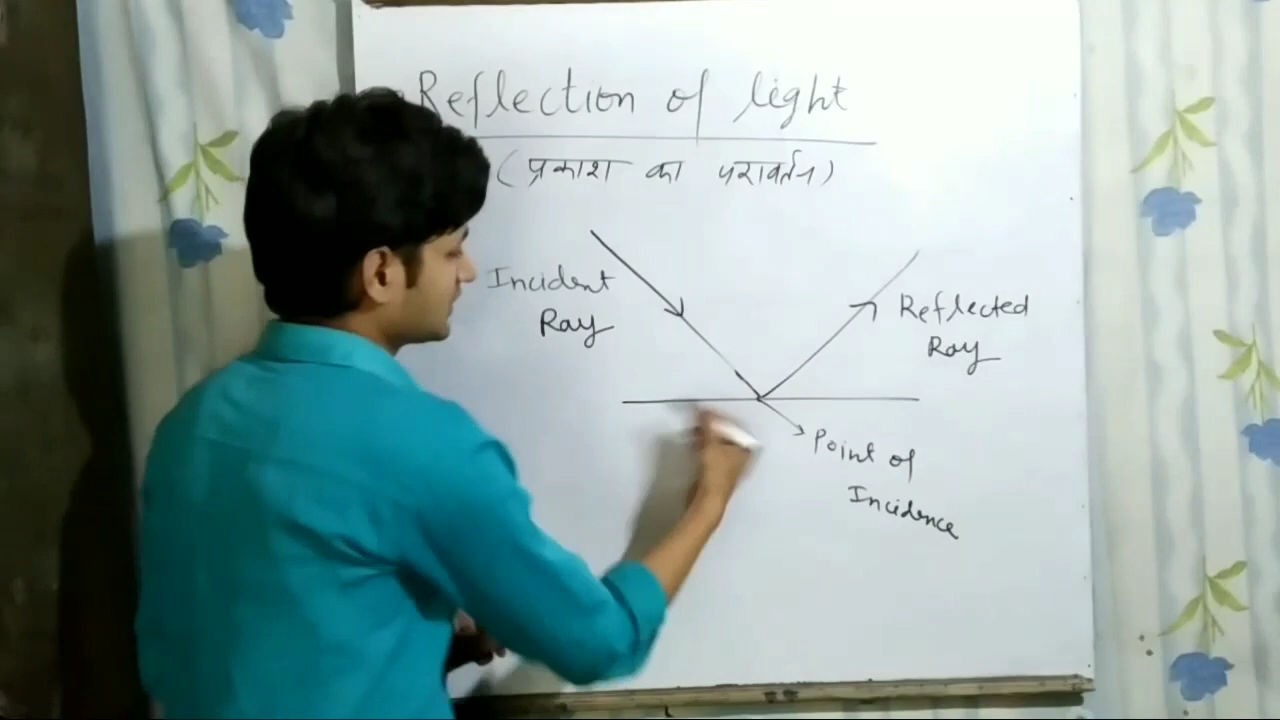 Reflection of light
(प्रकाश का परावर्तन)
Incident
Ray
Reflected
Ray
Point of
Incidence